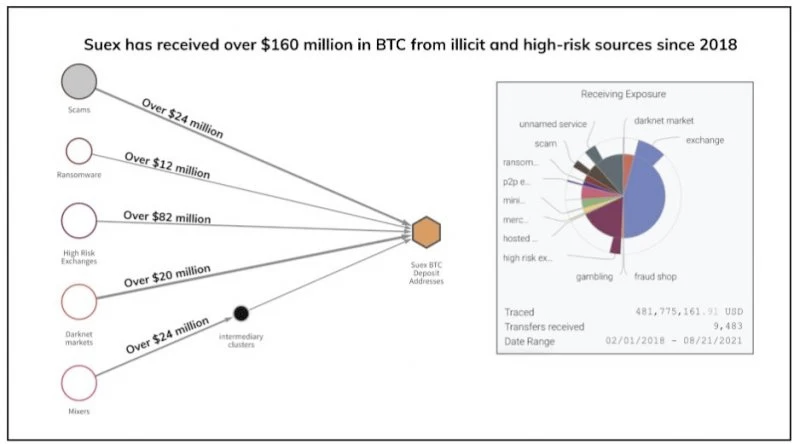 Suex has received over $160 million in BTC from illicit and high-risk sources since 2018
Scams
Over $24 million
Ransomware
Over $12 million
High Risk
Exchanges
Over $82 million
Darknet
markets
Over $20 million
Mixers
Over $24 million
intermediary
clusters
Suex BTC
Deposit
Addresses
Receiving Exposure
darknet market
unnamed service
exchange
scam
ransom...
p2p e...
mini...
merc...
hosted ...
high risk ex...
gambling
fraud shop
Traced 481,775,161.91 USD
Transfers received 9,483
Date Range 02/01/2018 - 08/21/2021